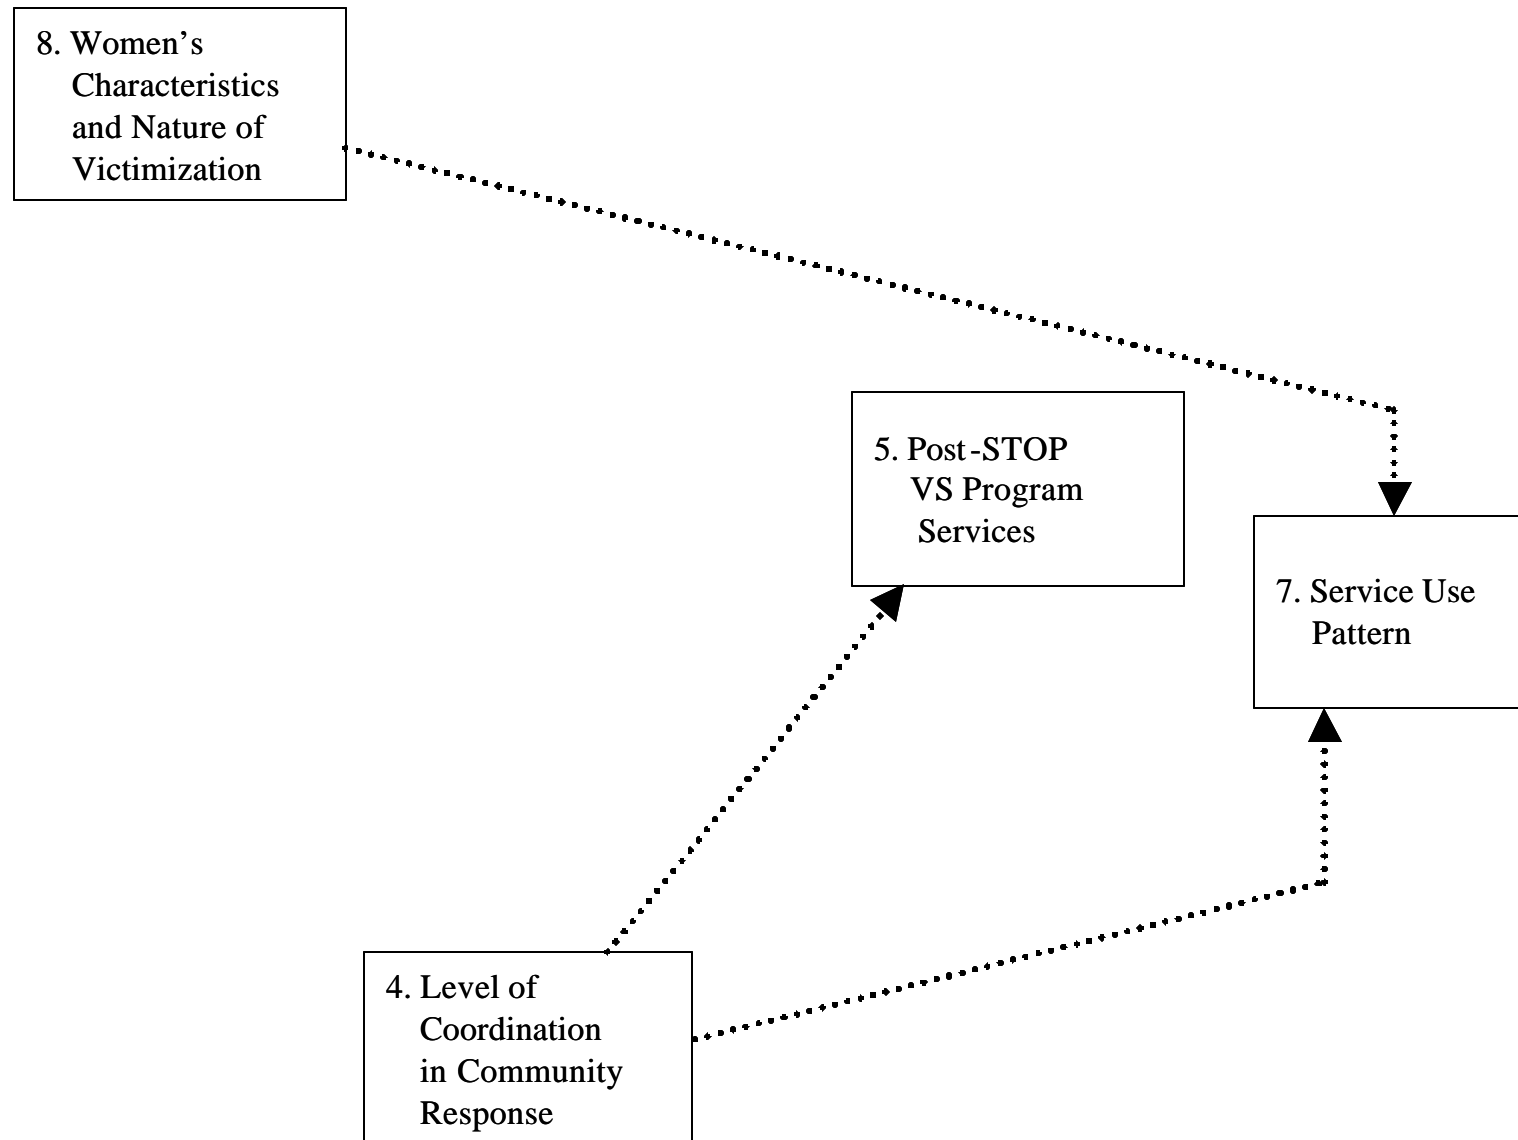 8. Women's
Characteristics
and Nature of
Victimization
5. Post-STOP
VS Program
Services
7. Service Use
Pattern
4. Level of
Coordination
in Community
Response